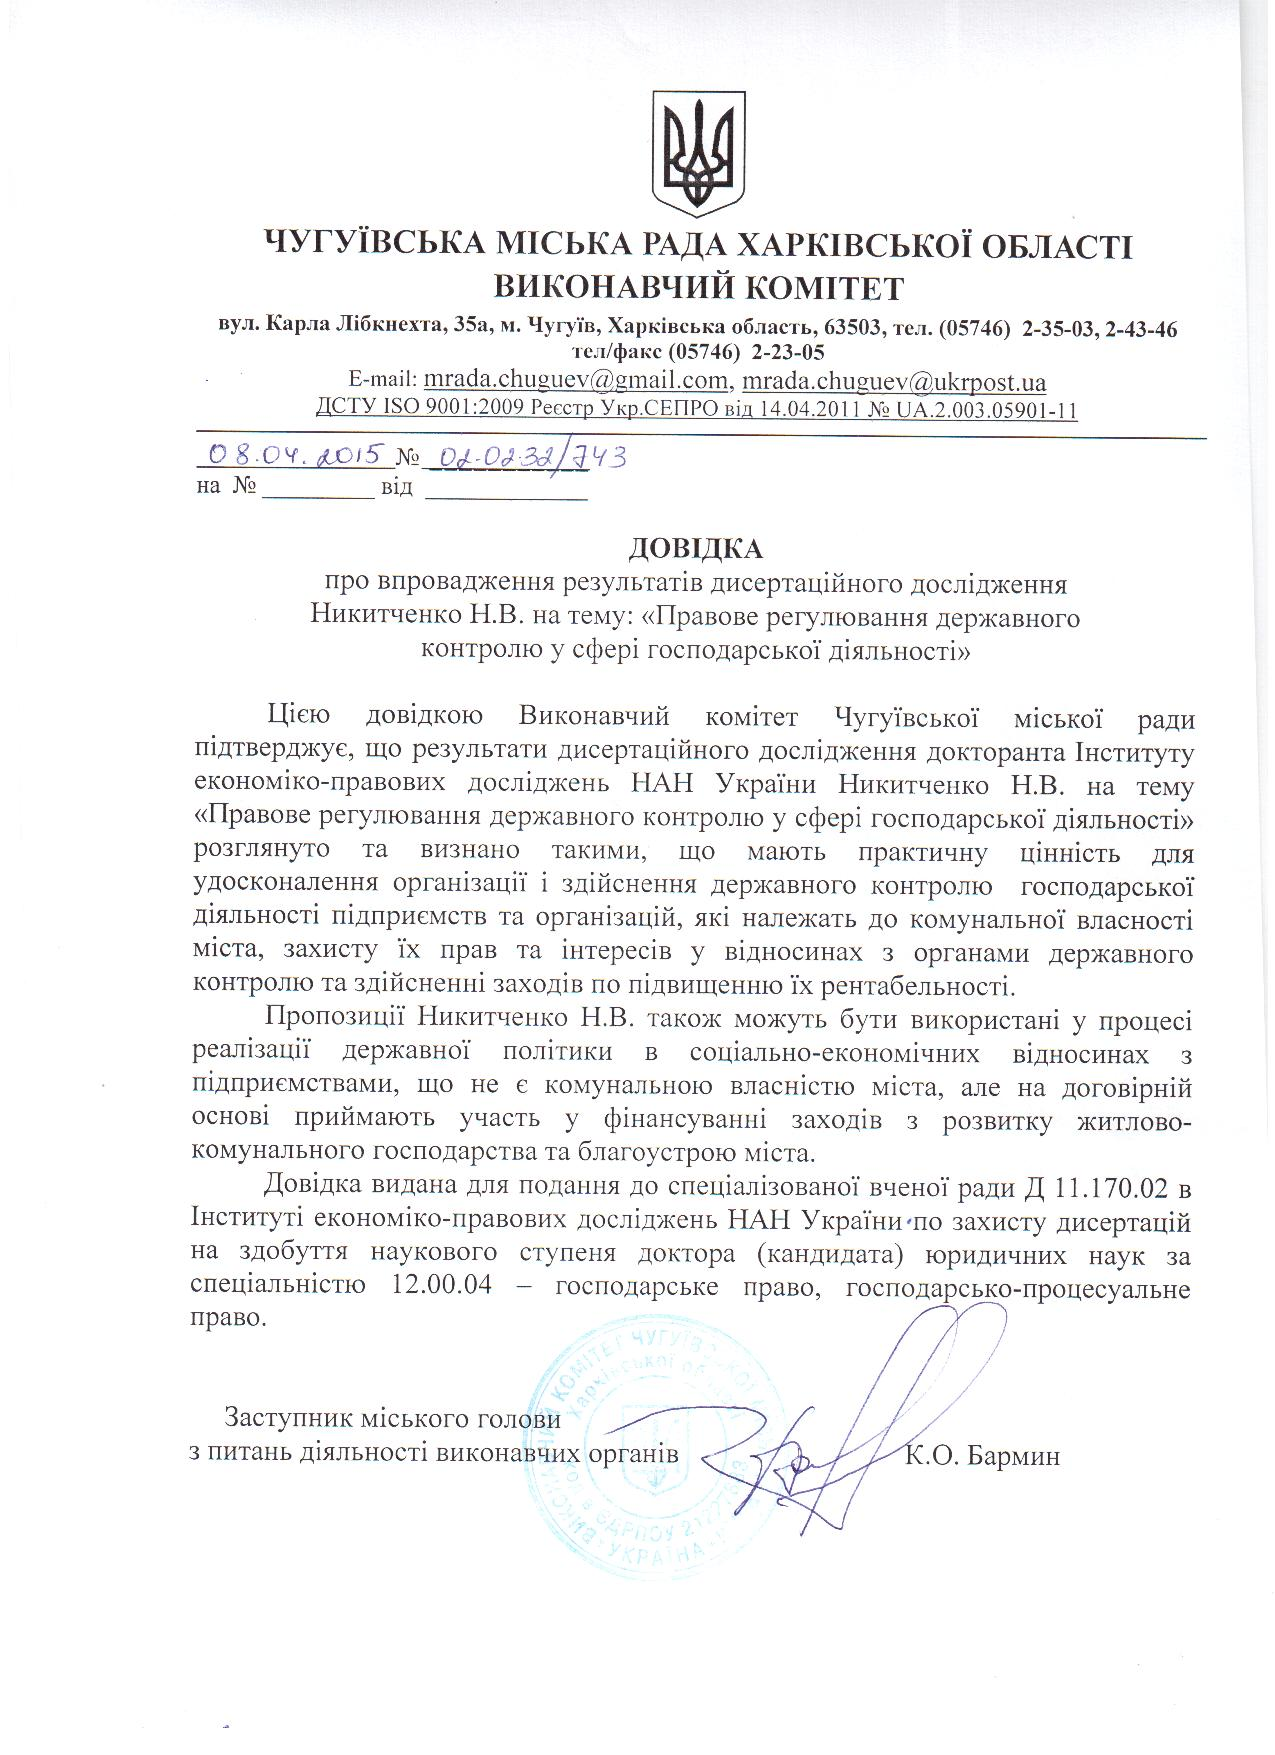 ЧУГУЇВСЬКА МІСЬКА РАДА ХАРКІВСЬКОЇ ОБЛАСТІ
ВИКОНАВЧИЙ КОМІТЕТ
вул. Карла Лібкнехта, 35а, м. Чугуїв, Харківська область, 63503, тел. (05746) 2-35-03, 2-43-46
тел/факс (05746) 2-23-05
E-mail: mrada.chuguev@gmail.com, mrada.chuguev@ukrpost.ua
ДСТУ ISO 9001:2009 Реєстр Укр.СЕПРО від 14.04.2011 № UA.2.003.05901-11
08.04.2015 № 02-02-32/743
на № __________ від ____________
ДОВІДКА
про впровадження результатів дисертаційного дослідження
Никитченко Н.В. на тему: «Правове регулювання державного
контролю у сфері господарської діяльності»
Цією довідкою Виконавчий комітет Чугуївської міської ради
підтверджує, що результати дисертаційного дослідження докторанта Інституту
економіко-правових досліджень НАН України Никитченко Н.В. на тему
«Правове регулювання державного контролю у сфері господарської діяльності»
розглянуто та визнано такими, що мають практичну цінність для
удосконалення організації і здійснення державного контролю господарської
діяльності підприємств та організацій, які належать до комунальної власності
міста, захисту їх прав та інтересів у відносинах з органами державного
контролю та здійсненні заходів по підвищенню їх рентабельності.
Пропозиції Никитченко Н.В. також можуть бути використані у процесі
реалізації державної політики в соціально-економічних відносинах з
підприємствами, що не є комунальною власністю міста, але на договірній
основі приймають участь у фінансуванні заходів з розвитку житлово-
комунального господарства та благоустрою міста.
Довідка видана для подання до спеціалізованої вченої ради Д 11.170.02 в
Інституті економіко-правових досліджень НАН України по захисту дисертацій
на здобуття наукового ступеня доктора (кандидата) юридичних наук за
спеціальністю 12.00.04 – господарське право, господарсько-процесуальне
право.
Заступник міського голови
з питань діяльності виконавчих органів К.О. Бармин